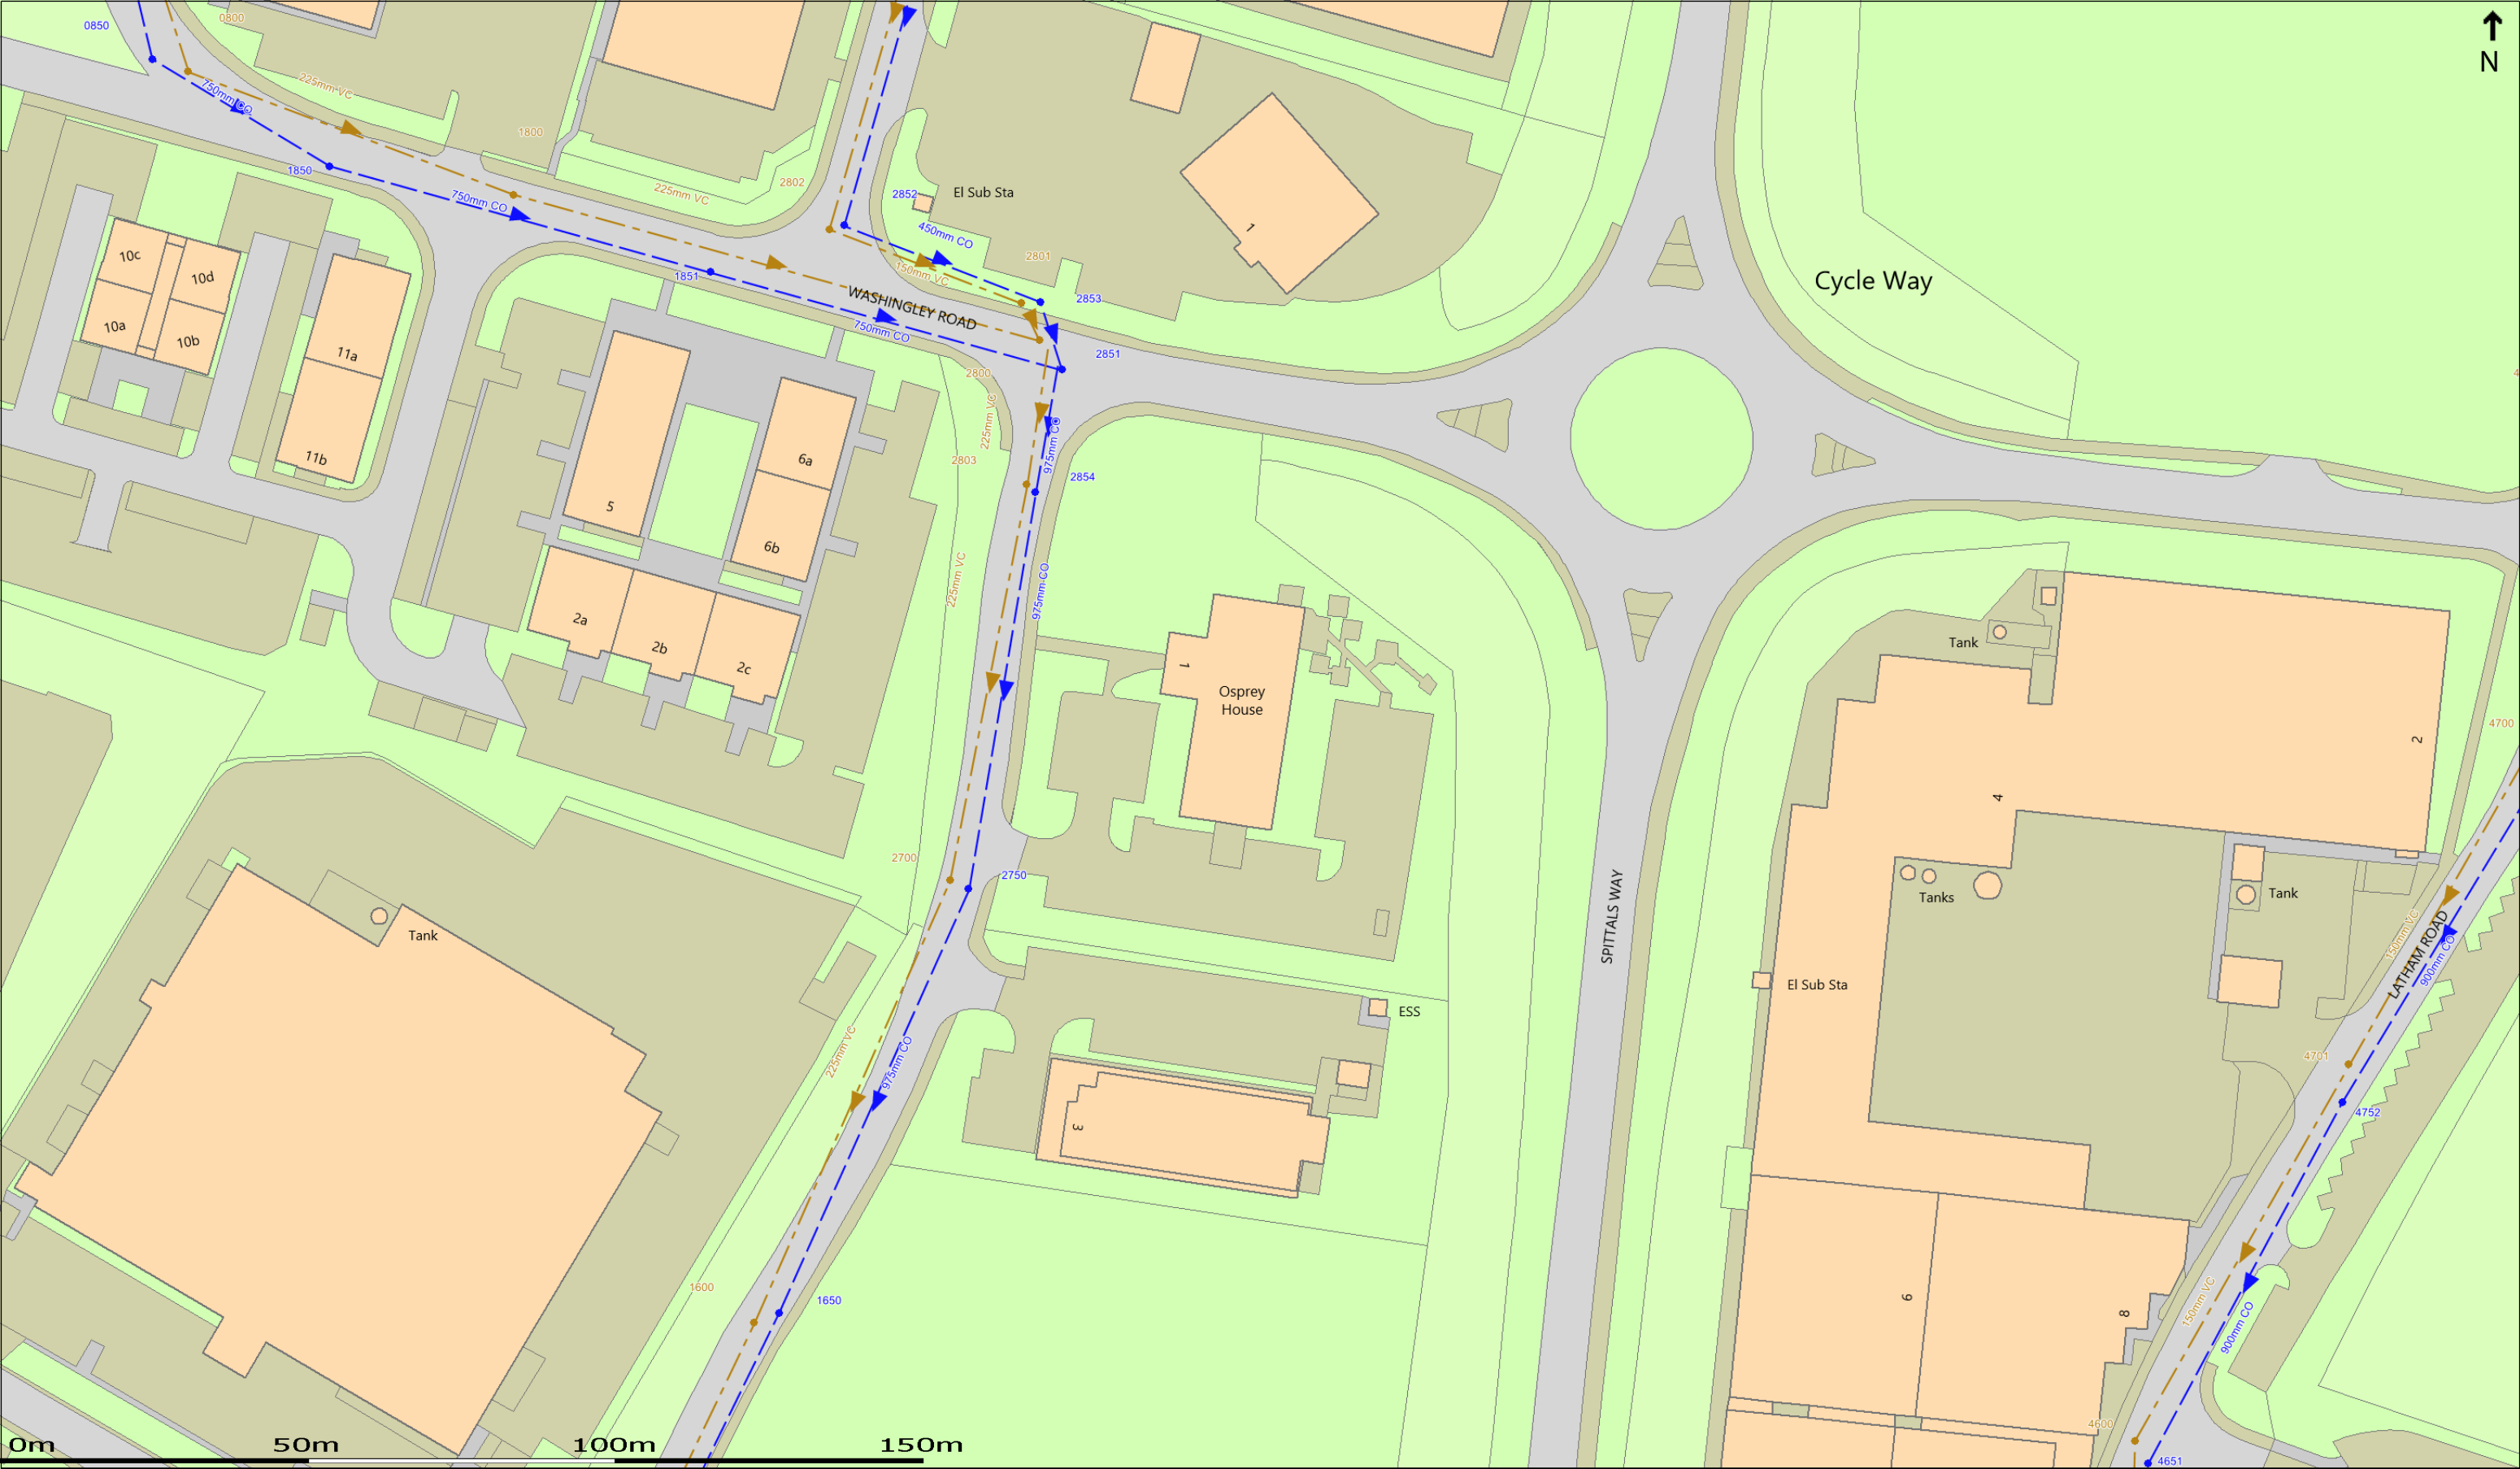 0850
0800
N
750mm CO
225mm VC
1800
1850
750mm CO
225mm VC
2802
2852
El Sub Sta
1
450mm CO
2801
150mm VC
2853
Cycle Way
10c
10d
10a
10b
11a
11b
1851
WASHINGLEY ROAD
750mm CO
2851
2800
225mm VC
975mm CO
2803
2854
5
6a
6b
225mm VC
975mm CO
2a
2b
2c
1
Osprey
House
Tank
2
4700
4
2700
2750
Tank
Tanks
Tank
SPITTALS WAY
150mm VC
LATHAM ROAD
900mm CO
El Sub Sta
ESS
225mm VC
975mm CO
4701
4752
3
1600
1650
6
8
150mm VC
900mm CO
4600
4651
0m
50m
100m
150m